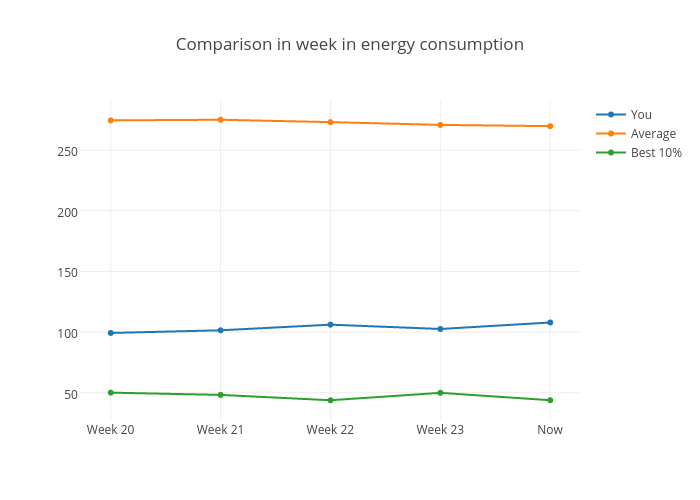 Comparison in week in energy consumption
You
Average
Best 10%
250
200
150
100
50
Week 20
Week 21
Week 22
Week 23
Now